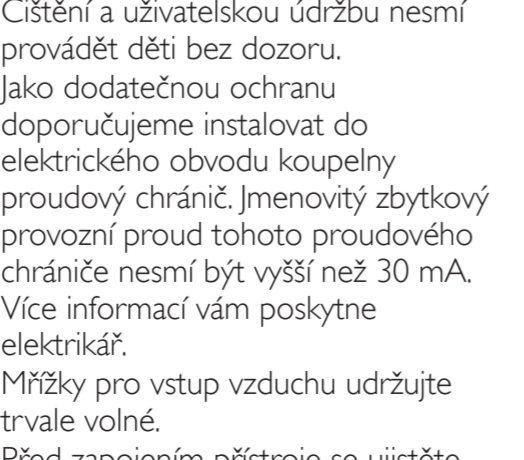 Čištění a uživatelskou údržbu nesmí
provádět děti bez dozoru.
Jako dodatečnou ochranu
doporučujeme instalovat do
elektrického obvodu koupelny
proudový chránič. Jmenovitý zbytkový
provozní proud tohoto proudového
chrániče nesmí být vyšší než 30 mA.
Více informací vám poskytne
elektrikář.
Mřížky pro vstup vzduchu udržujte
trvale volné.
Před zapojením přístroje se ujistěte